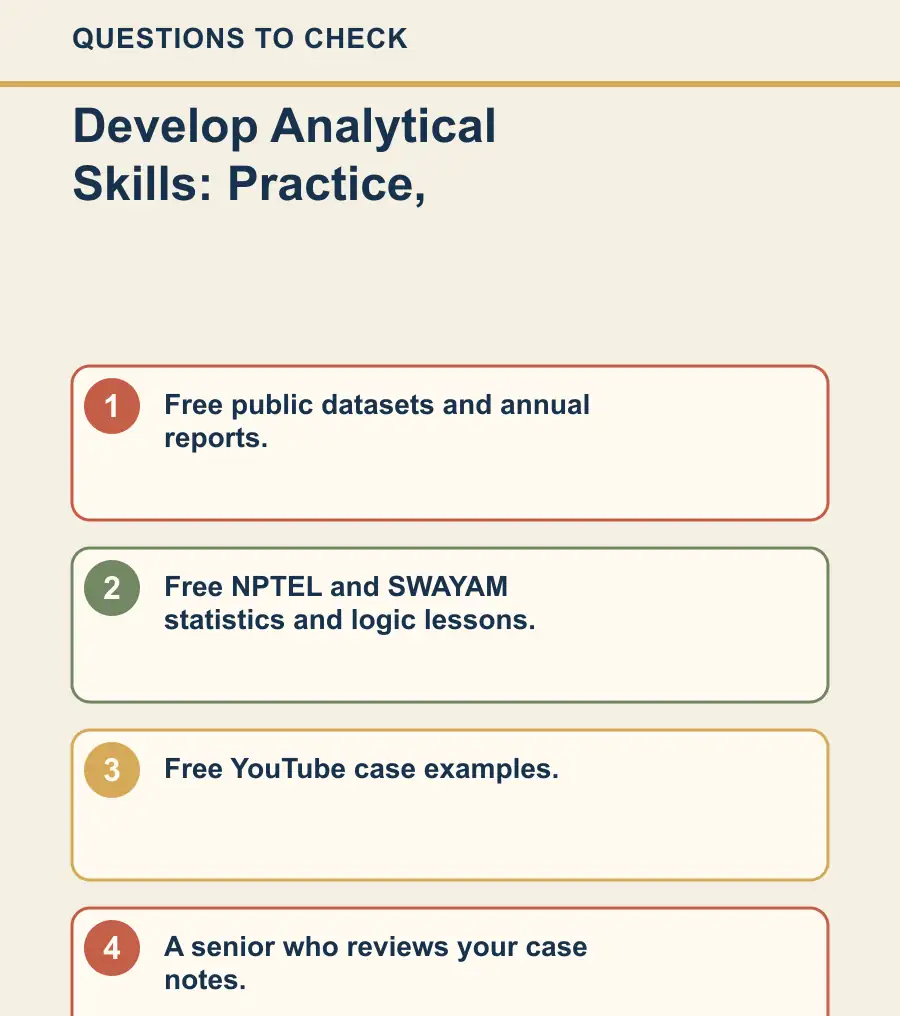 QUESTIONS TO CHECK
Develop Analytical
Skills: Practice,
1
Free public datasets and annual
reports.
2
Free NPTEL and SWAYAM
statistics and logic lessons.
3
Free YouTube case examples.
4
A senior who reviews your case
notes.